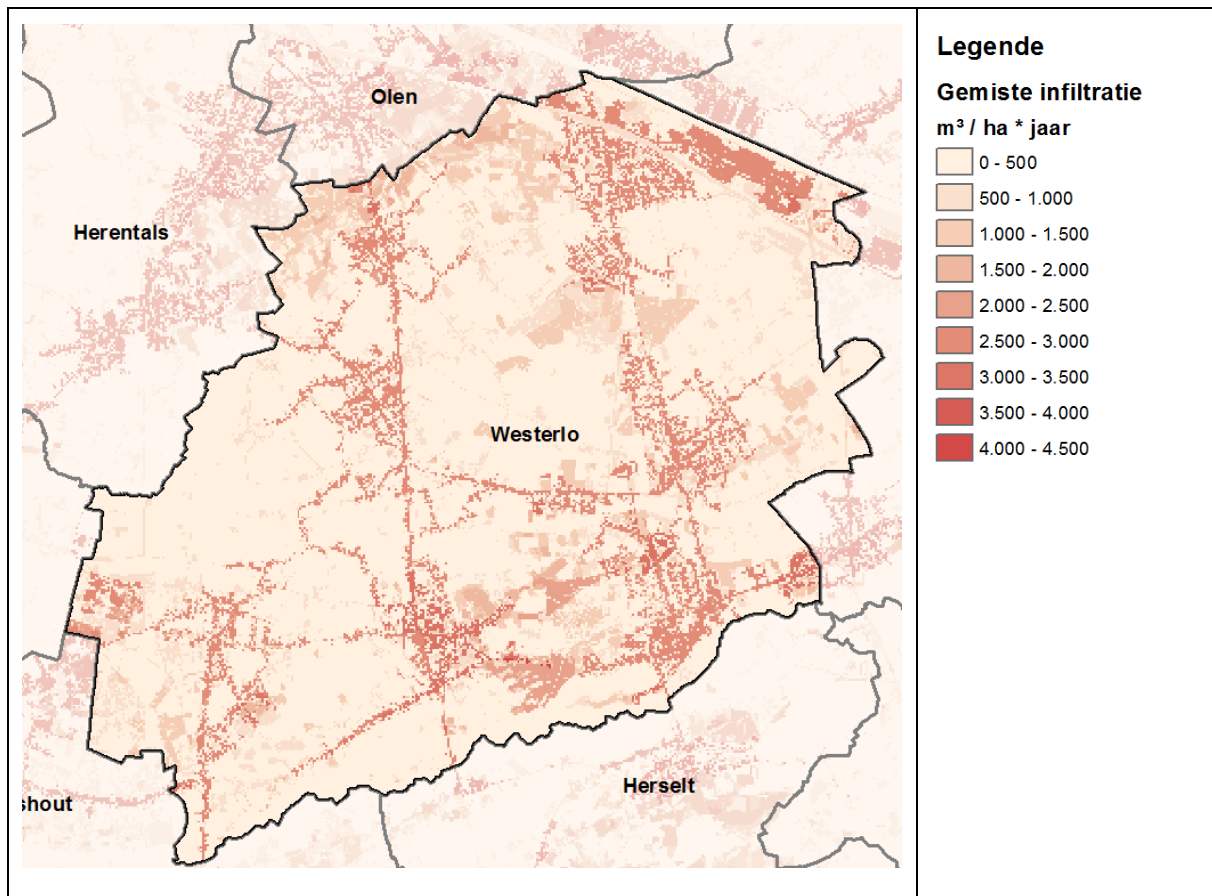 Olen
Herentals
Westerlo
Herselt
shout
Legende
Gemiste infiltratie
m³ / ha * jaar
0 - 500
500 - 1.000
1.000 - 1.500
1.500 - 2.000
2.000 - 2.500
2.500 - 3.000
3.000 - 3.500
3.500 - 4.000
4.000 - 4.500